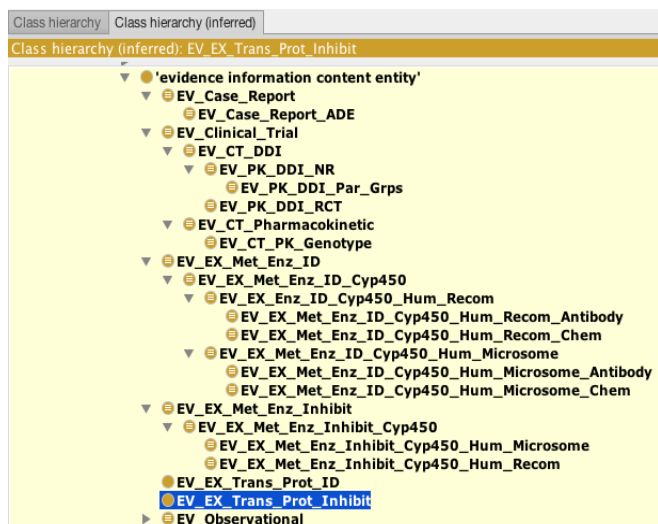 Class hierarchy Class hierarchy (inferred)
Class hierarchy (inferred): EV_EX_Trans_Prot_Inhibit
'evidence information content entity'
EV_Case_Report
EV_Case_Report_ADE
EV_Clinical_Trial
EV_CT_DDI
EV_PK_DDI_NR
EV_PK_DDI_Par_Grps
EV_PK_DDI_RCT
EV_CT_Pharmacokinetic
EV_CT_PK_Genotype
EV_EX_Met_Enz_ID
EV_EX_Met_Enz_ID_Cyp450
EV_EX_Enz_ID_Cyp450_Hum_Recom
EV_EX_Met_Enz_ID_Cyp450_Hum_Recom_Antibody
EV_EX_Met_Enz_ID_Cyp450_Hum_Recom_Chem
EV_EX_Met_Enz_ID_Cyp450_Hum_Microsome
EV_EX_Met_Enz_ID_Cyp450_Hum_Microsome_Antibody
EV_EX_Met_Enz_ID_Cyp450_Hum_Microsome_Chem
EV_EX_Met_Enz_Inhibit
EV_EX_Met_Enz_Inhibit_Cyp450
EV_EX_Met_Enz_Inhibit_Cyp450_Hum_Microsome
EV_EX_Met_Enz_Inhibit_Cyp450_Hum_Recom
EV_EX_Trans_Prot_ID
EV_EX_Trans_Prot_Inhibit
EV_Observational